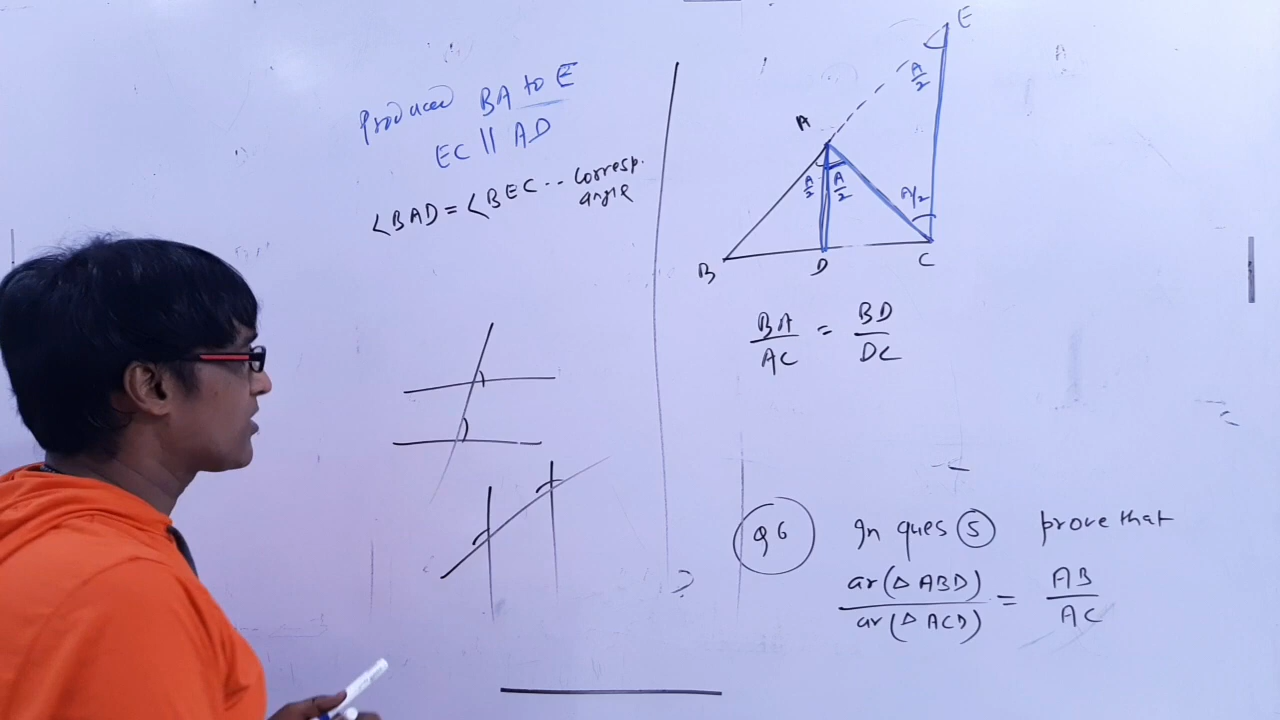 Produced BA to E
EC || AD
∠BAD = ∠BEC -- corresp.
angle
E
A/2
A
A/2 A/2 A/2
B D C
BA/AC = BD/DC
Q6 In ques 5 prove that
ar(Δ ABD)/ar(Δ ACD) = AB/AC
?